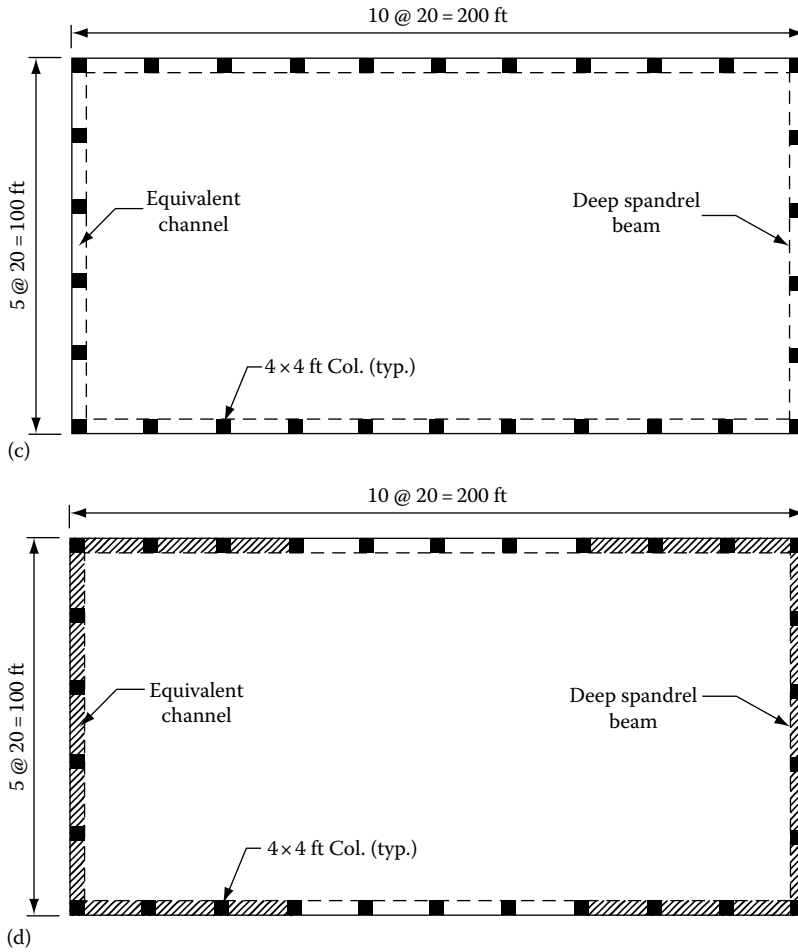 10 @ 20 = 200 ft
5 @ 20 = 100 ft
Equivalent
channel
Deep spandrel
beam
4 × 4 ft Col. (typ.)
(c)
10 @ 20 = 200 ft
5 @ 20 = 100 ft
Equivalent
channel
Deep spandrel
beam
4 × 4 ft Col. (typ.)
(d)